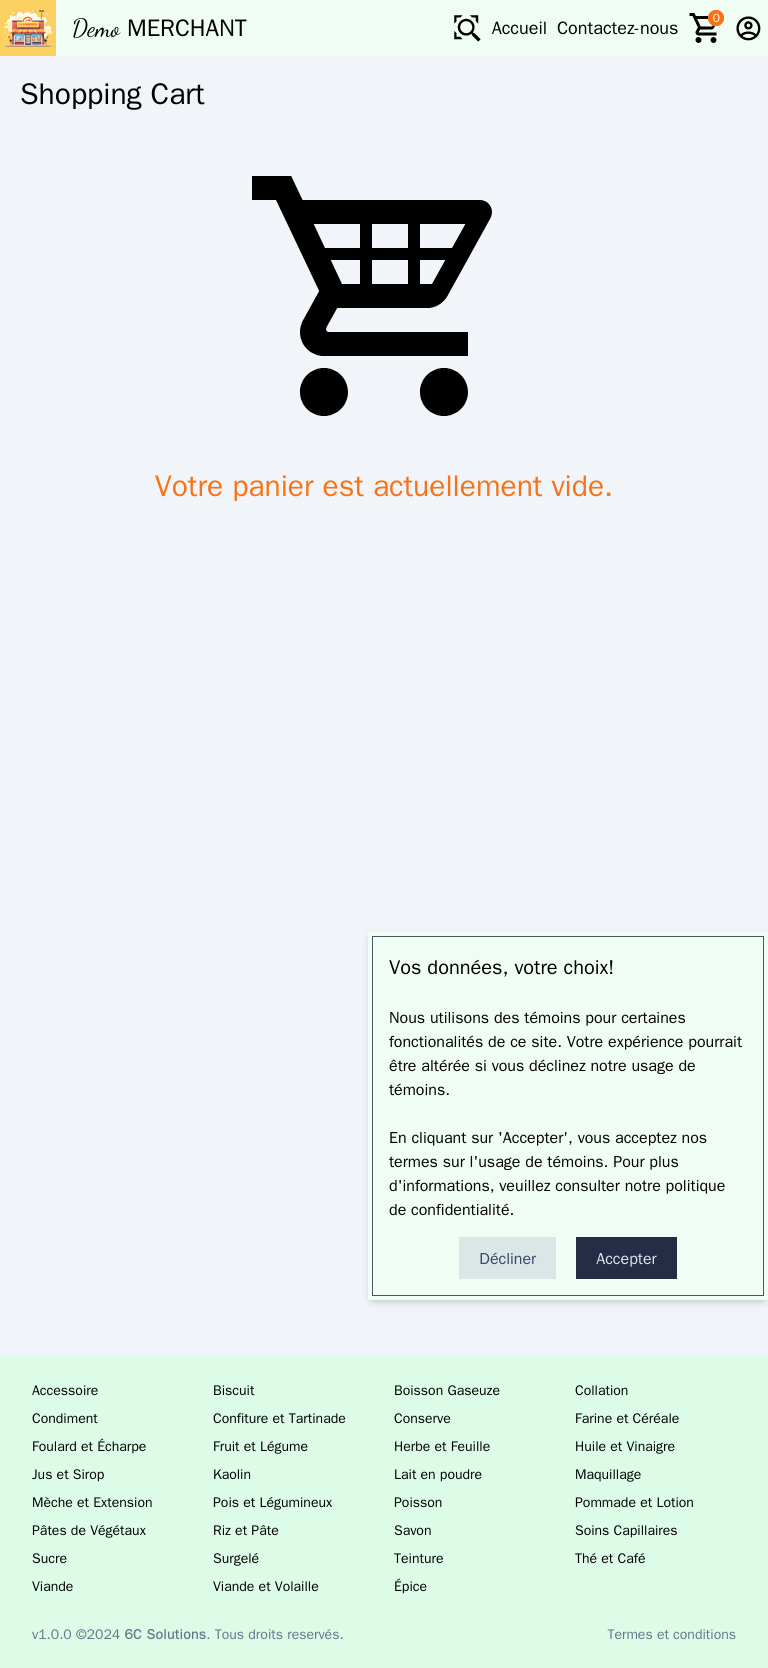 Demo MERCHANT
Accueil Contactez-nous 0
Shopping Cart
Votre panier est actuellement vide.
Vos données, votre choix!
Nous utilisons des témoins pour certaines
fonctionalités de ce site. Votre expérience pourrait
être altérée si vous déclinez notre usage de
témoins.
En cliquant sur 'Accepter', vous acceptez nos
termes sur l'usage de témoins. Pour plus
d'informations, veuillez consulter notre politique
de confidentialité.
Décliner Accepter
Accessoire Biscuit Boisson Gaseuze Collation
Condiment Confiture et Tartinade Conserve Farine et Céréale
Foulard et Écharpe Fruit et Légume Herbe et Feuille Huile et Vinaigre
Jus et Sirop Kaolin Lait en poudre Maquillage
Mèche et Extension Pois et Légumineux Poisson Pommade et Lotion
Pâtes de Végétaux Riz et Pâte Savon Soins Capillaires
Sucre Surgelé Teinture Thé et Café
Viande Viande et Volaille Épice
v1.0.0 ©2024 6C Solutions. Tous droits reservés. Termes et conditions